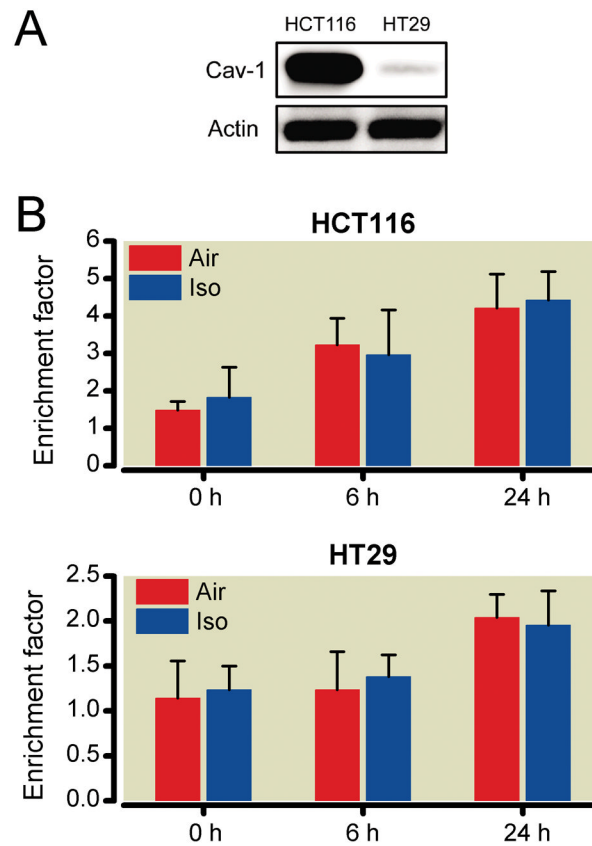 A
HCT116 HT29
Cav-1
Actin
B
HCT116
Enrichment factor
6
5
4
3
2
1
0
Air
Iso
0 h 6 h 24 h
HT29
Enrichment factor
2.5
2.0
1.5
1.0
0.5
0.0
Air
Iso
0 h 6 h 24 h